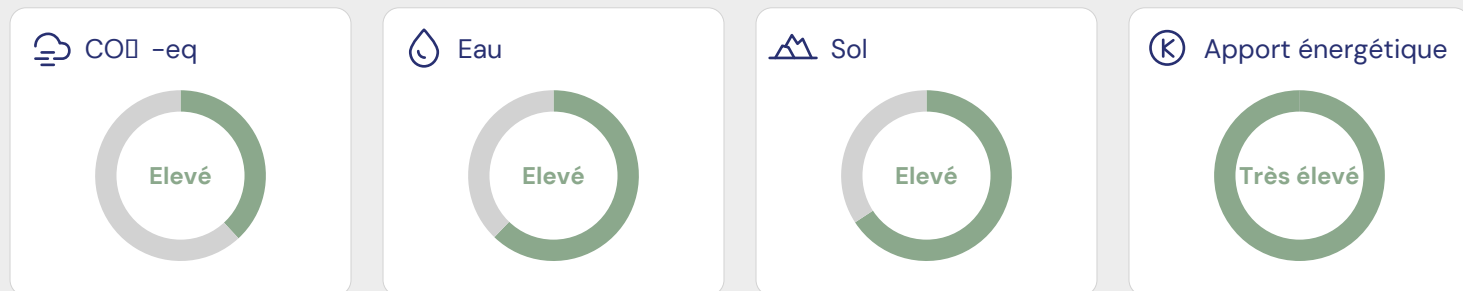 CO▯ -eq
Eau
Sol
Apport énergétique
Elevé
Elevé
Elevé
Très élevé